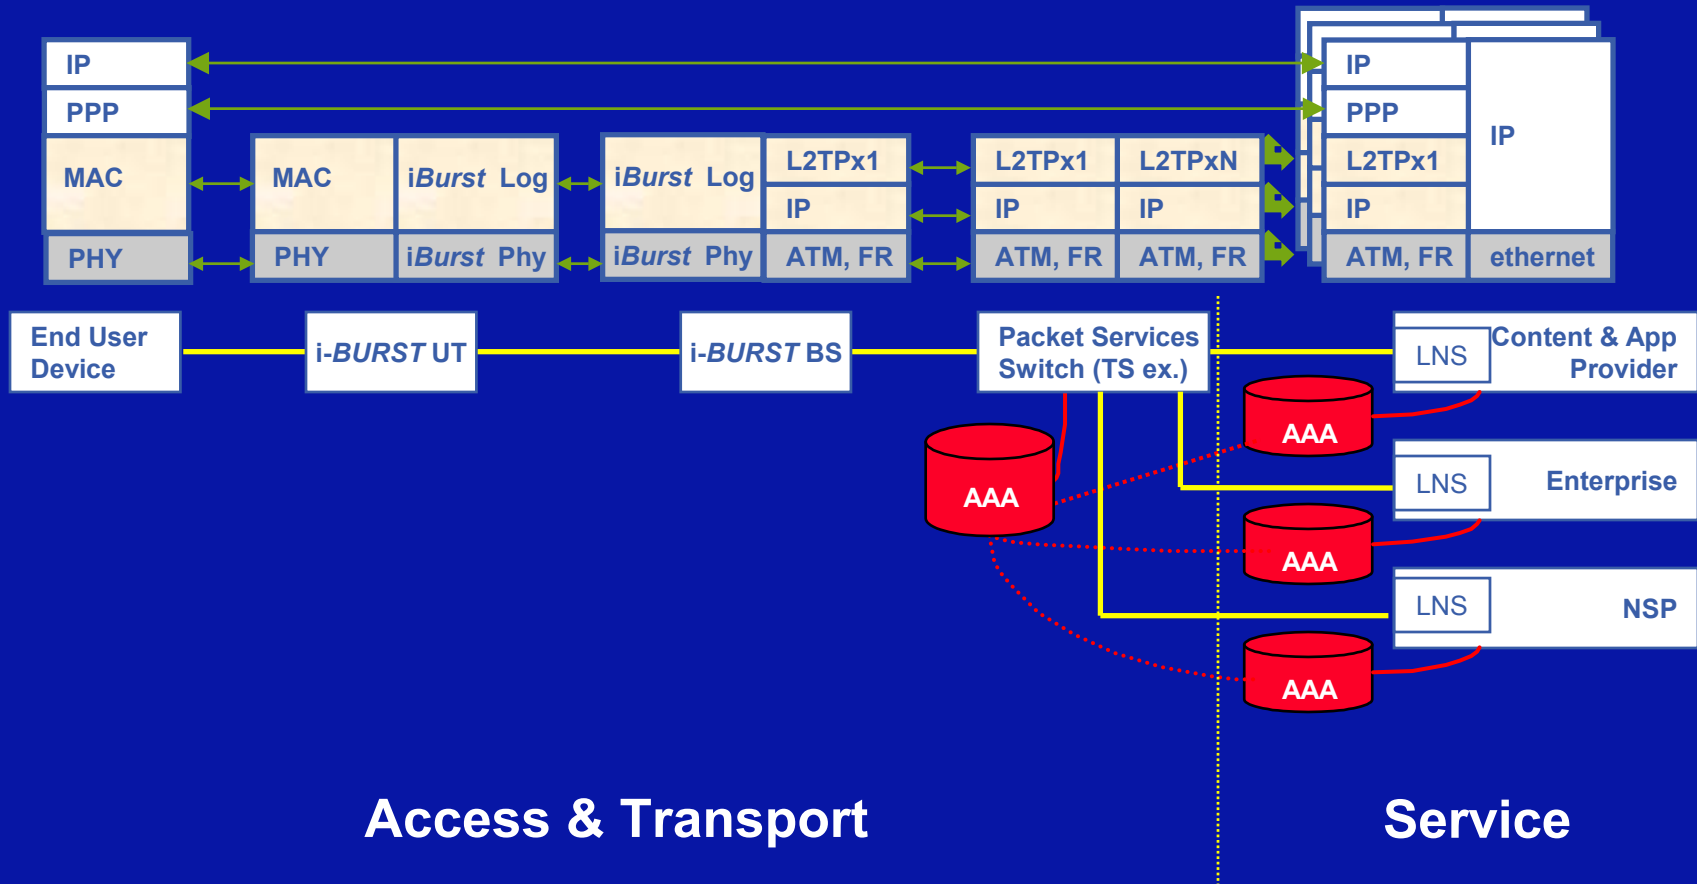 IP
IP
PPP
PPP
IP
MAC
MAC
iBurst Log
iBurst Log
L2TPx1
L2TPx1
L2TPxN
L2TPx1
IP
IP
IP
IP
PHY
PHY
iBurst Phy
iBurst Phy
ATM, FR
ATM, FR
ATM, FR
ATM, FR
ethernet
End User
Device
i-BURST UT
i-BURST BS
Packet Services
Switch (TS ex.)
LNS
Content & App
Provider
AAA
AAA
LNS
Enterprise
AAA
LNS
NSP
AAA
Access & Transport
Service